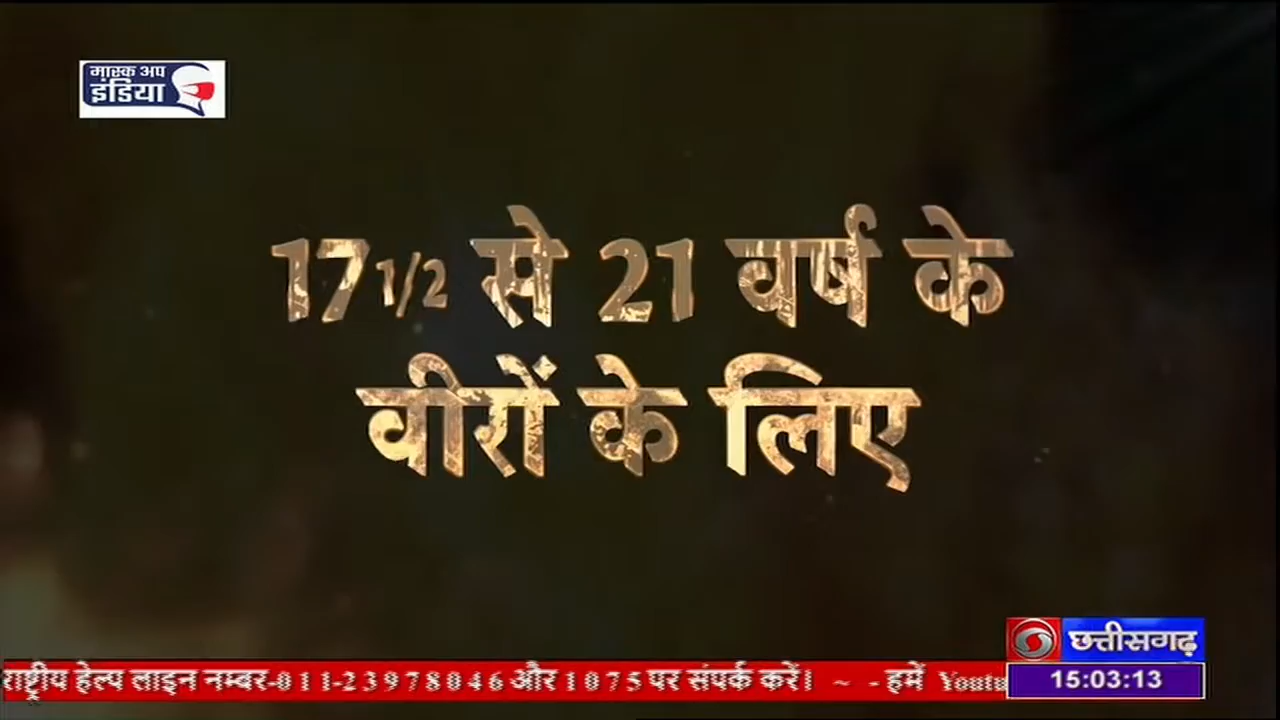 मास्क अप
इंडिया
17 1/2 से 21 वर्ष के
वीरों के लिए
छत्तीसगढ़
राष्ट्रीय हेल्प लाइन नम्बर-011-23978046 और 1075 पर संपर्क करें। ~ - हमें Youtu
15:03:13